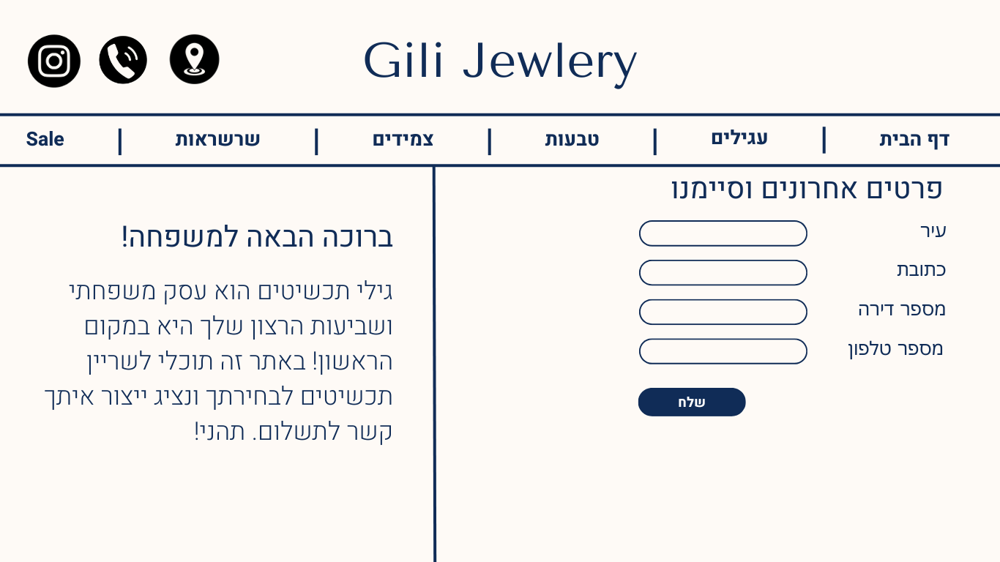 Gili Jewlery
דף הבית
עגילים
טבעות
צמידים
שרשראות
Sale
פרטים אחרונים וסיימנו
עיר
כתובת
מספר דירה
מספר טלפון
שלח
ברוכה הבאה למשפחה!
גילי תכשיטים הוא עסק משפחתי
ושביעות הרצון שלך היא במקום
הראשון! באתר זה תוכלי לשריין
תכשיטים לבחירתך ונציג ייצור איתך
קשר לתשלום. תהני!